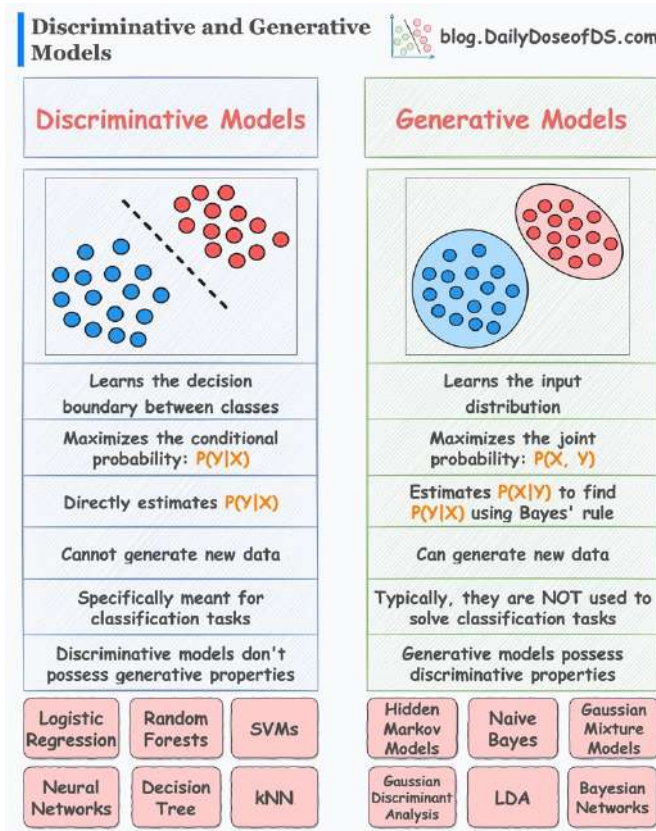 Discriminative and Generative
Models
blog.DailyDoseofDS.com
Discriminative Models
Learns the decision
boundary between classes
Maximizes the conditional
probability: P(Y|X)
Directly estimates P(Y|X)
Cannot generate new data
Specifically meant for
classification tasks
Discriminative models don't
possess generative properties
Logistic
Regression
Random
Forests
SVMs
Neural
Networks
Decision
Tree
kNN
Generative Models
Learns the input
distribution
Maximizes the joint
probability: P(X, Y)
Estimates P(X|Y) to find
P(Y|X) using Bayes' rule
Can generate new data
Typically, they are NOT used to
solve classification tasks
Generative models possess
discriminative properties
Hidden
Markov
Models
Naive
Bayes
Gaussian
Mixture
Models
Gaussian
Discriminant
Analysis
LDA
Bayesian
Networks